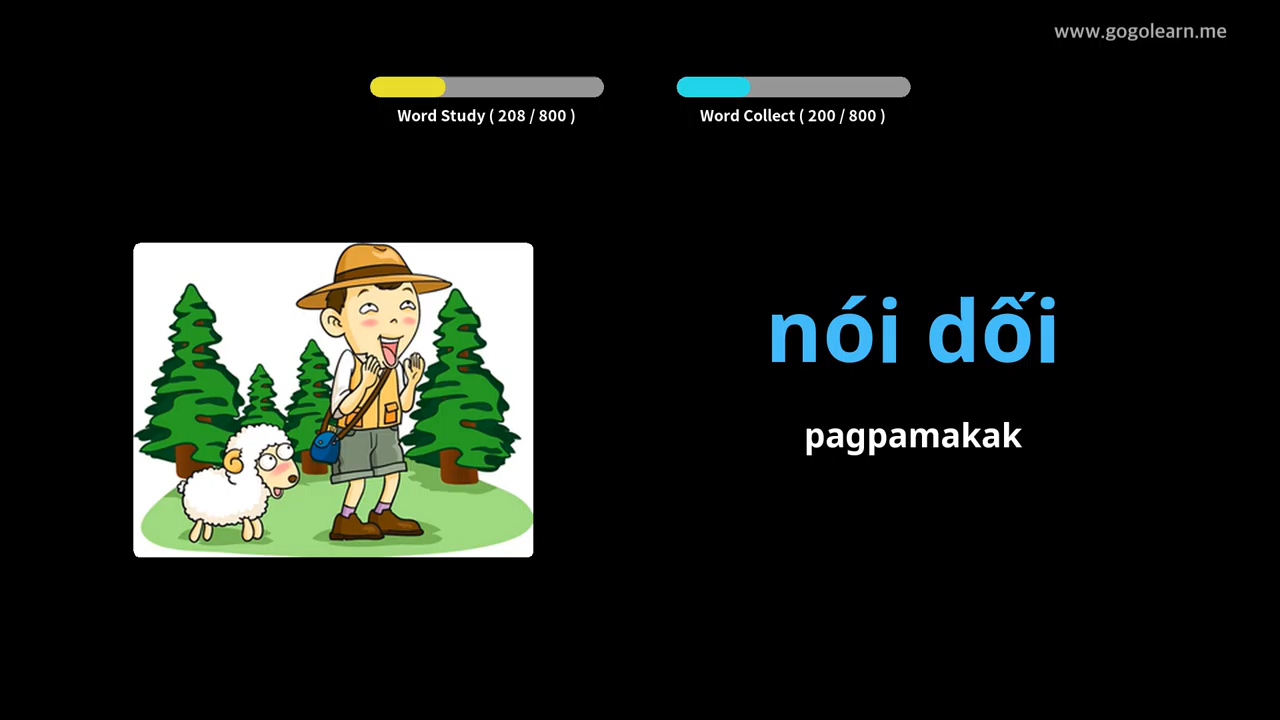 www.gogolearn.me
Word Study ( 208 / 800 )
Word Collect ( 200 / 800 )
nói dối
pagpamakak